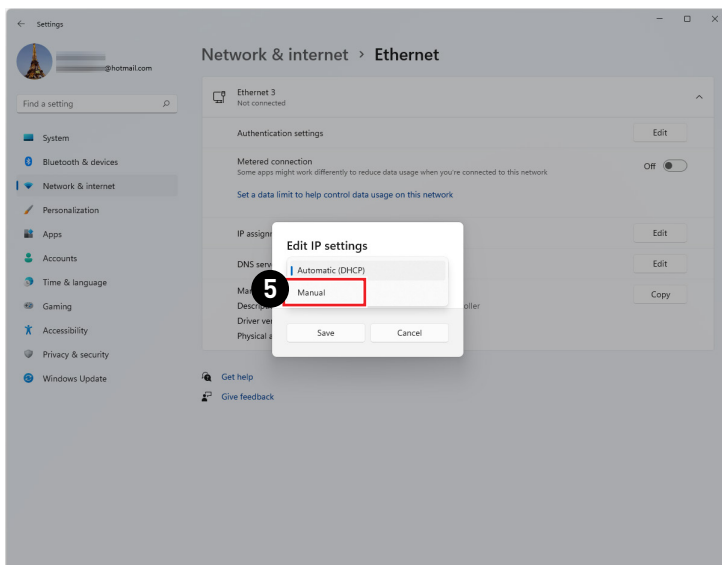 Settings
@hotmail.com
Find a setting
System
Bluetooth & devices
Network & internet
Personalization
Apps
Accounts
Time & language
Gaming
Accessibility
Privacy & security
Windows Update
Network & internet > Ethernet
Ethernet 3
Not connected
Authentication settings
Edit
Metered connection
Some apps might work differently to reduce data usage when you're connected to this network
Off
Set a data limit to help control data usage on this network
IP assign
Edit
DNS serv
Edit
Copy
Driver ve
Physical a
Edit IP settings
Automatic (DHCP)
5
Manual
Save
Cancel
Get help
Give feedback